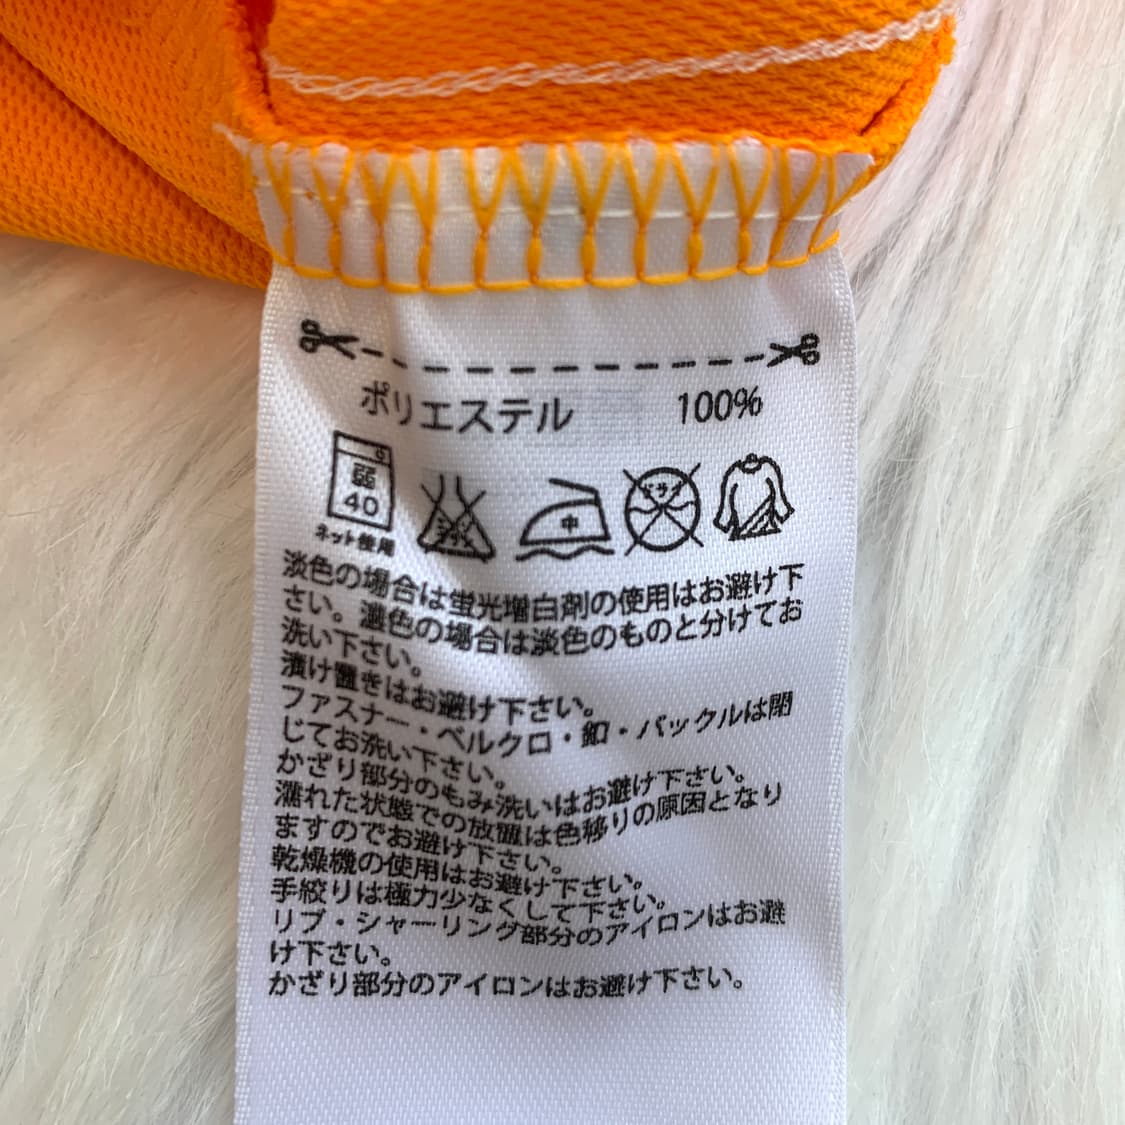 ポリエステル 100%
弱
40
ネット使用
中
ドライ
淡色の場合は蛍光増白剤の使用はお避け下
さい。濃色の場合は淡色のものと分けてお
洗い下さい。
漬け置きはお避け下さい。
ファスナー・ベルクロ・釦・バックルは閉
じてお洗い下さい。
かざり部分のもみ洗いはお避け下さい。
濡れた状態での放置は色移りの原因となり
ますのでお避け下さい。
乾燥機の使用はお避け下さい。
手絞りは極力少なくして下さい。
リブ・シャーリング部分のアイロンはお避
け下さい。
かざり部分のアイロンはお避け下さい。